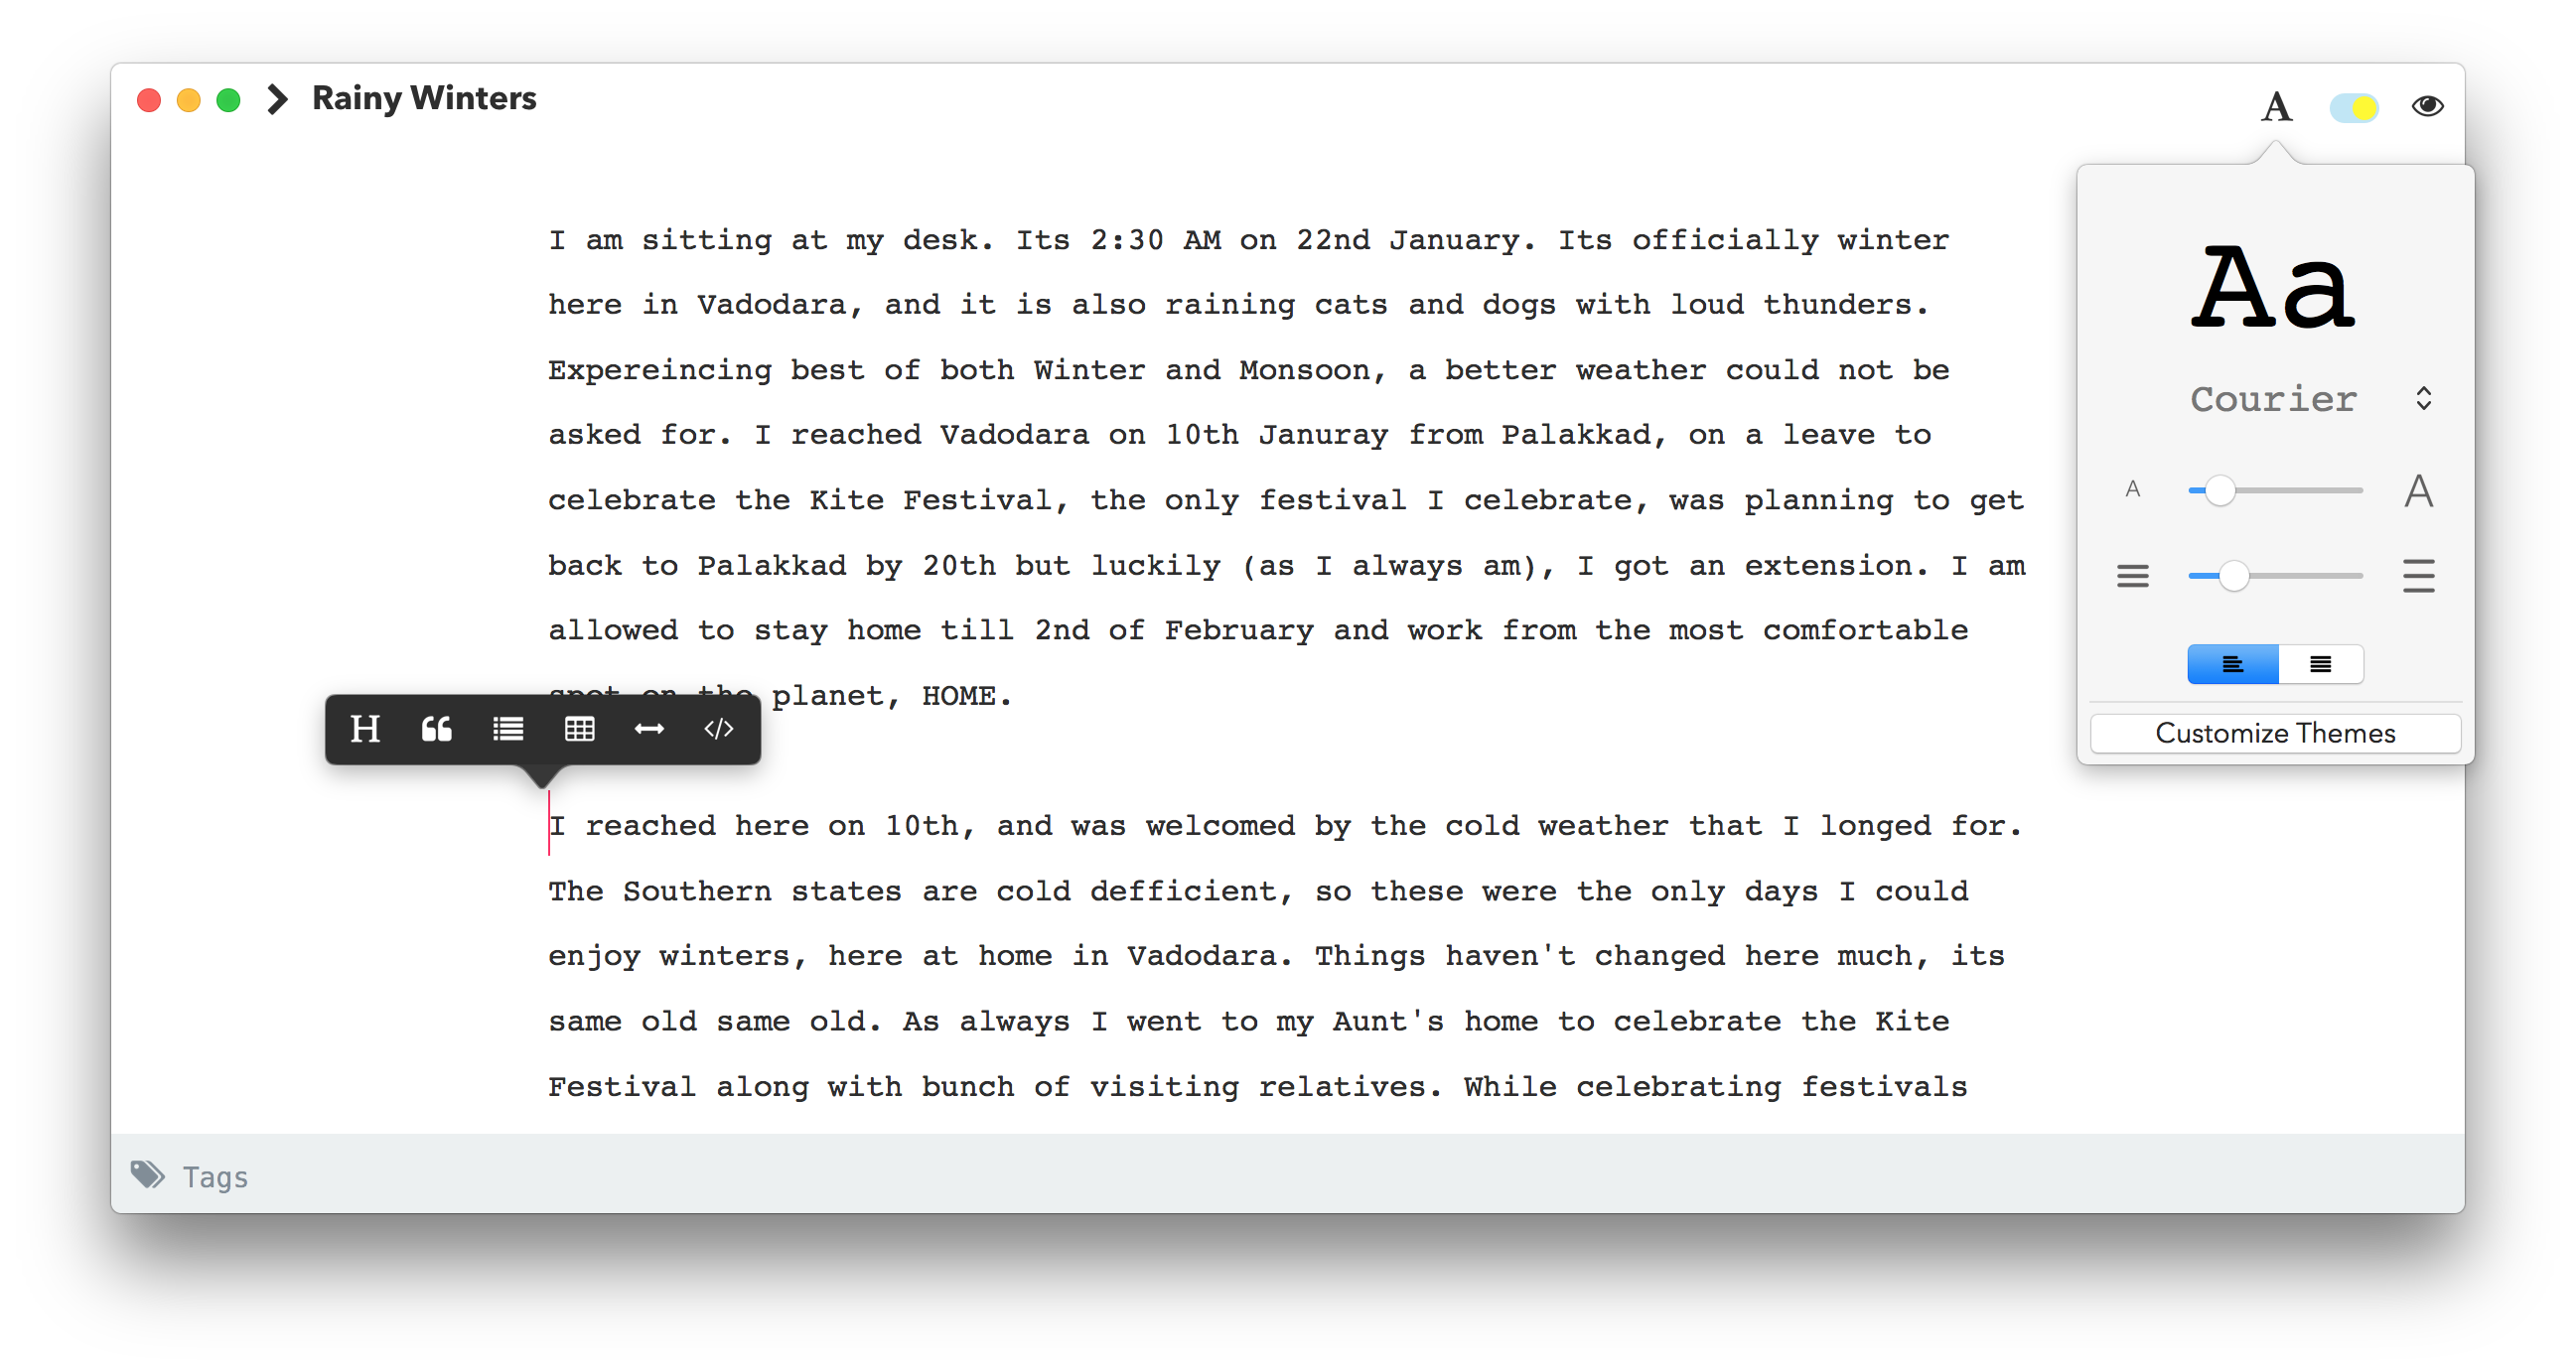 Rainy Winters
A
I am sitting at my desk. Its 2:30 AM on 22nd January. Its officially winter
here in Vadodara, and it is also raining cats and dogs with loud thunders.
Expereincing best of both Winter and Monsoon, a better weather could not be
asked for. I reached Vadodara on 10th Januray from Palakkad, on a leave to
celebrate the Kite Festival, the only festival I celebrate, was planning to get
back to Palakkad by 20th but luckily (as I always am), I got an extension. I am
allowed to stay home till 2nd of February and work from the most comfortable
spot on the planet, HOME.
H
I reached here on 10th, and was welcomed by the cold weather that I longed for.
The Southern states are cold defficient, so these were the only days I could
enjoy winters, here at home in Vadodara. Things haven't changed here much, its
same old same old. As always I went to my Aunt's home to celebrate the Kite
Festival along with bunch of visiting relatives. While celebrating festivals
Aa
Courier
A A
Customize Themes
Tags